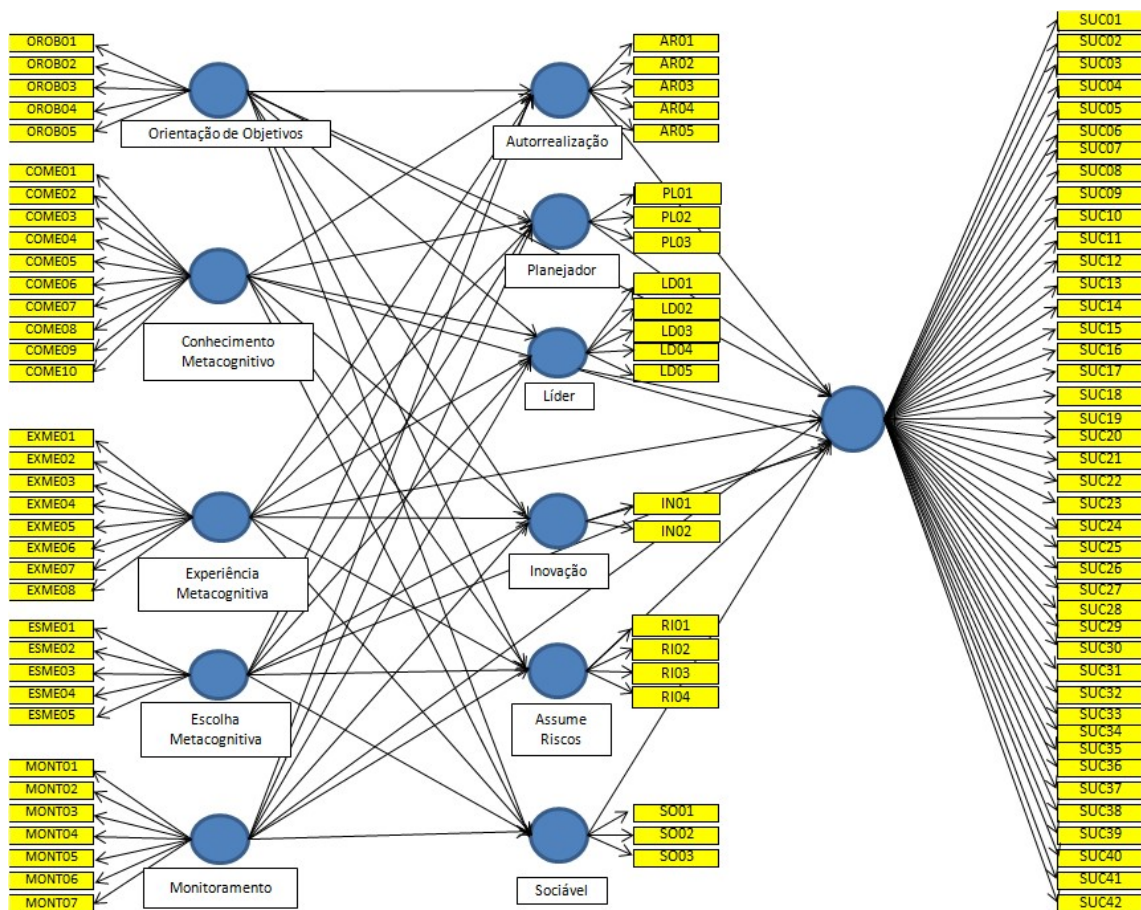 OROB01
OROB02
OROB03
OROB04
OROB05
Orientação de Objetivos
COME01
COME02
COME03
COME04
COME05
COME06
COME07
COME08
COME09
COME10
Conhecimento
Metacognitivo
EXME01
EXME02
EXME03
EXME04
EXME05
EXME06
EXME07
EXME08
Experiência
Metacognitiva
ESME01
ESME02
ESME03
ESME04
ESME05
Escolha
Metacognitiva
MONT01
MONT02
MONT03
MONT04
MONT05
MONT06
MONT07
Monitoramento
AR01
AR02
AR03
AR04
AR05
Autorrealização
PL01
PL02
PL03
Planejador
LD01
LD02
LD03
LD04
LD05
Líder
IN01
IN02
Inovação
RI01
RI02
RI03
RI04
Assume
Riscos
SO01
SO02
SO03
Sociável
SUC01
SUC02
SUC03
SUC04
SUC05
SUC06
SUC07
SUC08
SUC09
SUC10
SUC11
SUC12
SUC13
SUC14
SUC15
SUC16
SUC17
SUC18
SUC19
SUC20
SUC21
SUC22
SUC23
SUC24
SUC25
SUC26
SUC27
SUC28
SUC29
SUC30
SUC31
SUC32
SUC33
SUC34
SUC35
SUC36
SUC37
SUC38
SUC39
SUC40
SUC41
SUC42